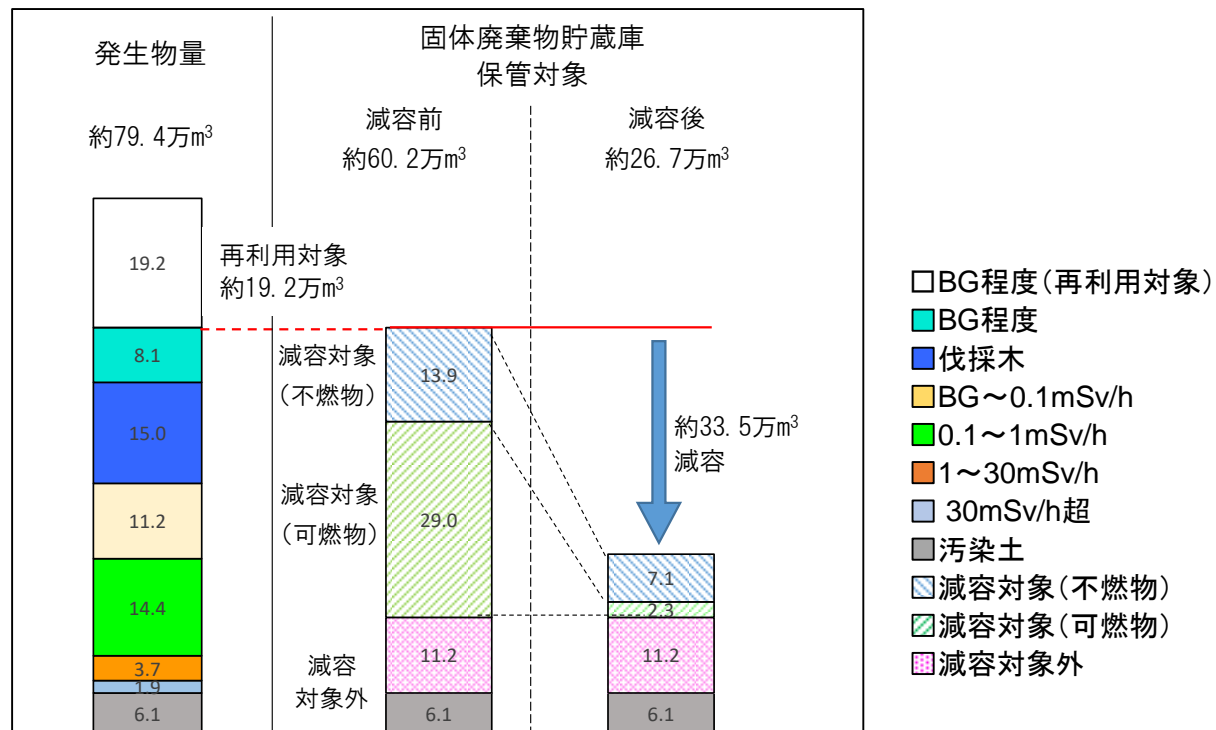 発生物量
約79.4万m³
19.2
8.1
15.0
11.2
14.4
3.7
1.9
6.1
再利用対象
約19.2万m³
固体廃棄物貯蔵庫
保管対象
減容前
約60.2万m³
減容後
約26.7万m³
減容対象
(不燃物)
減容対象
(可燃物)
減容
対象外
13.9
29.0
11.2
6.1
約33.5万m³
減容
7.1
2.3
11.2
6.1
BG程度(再利用対象)
BG程度
伐採木
BG~0.1mSv/h
0.1~1mSv/h
1~30mSv/h
30mSv/h超
汚染土
減容対象(不燃物)
減容対象(可燃物)
減容対象外